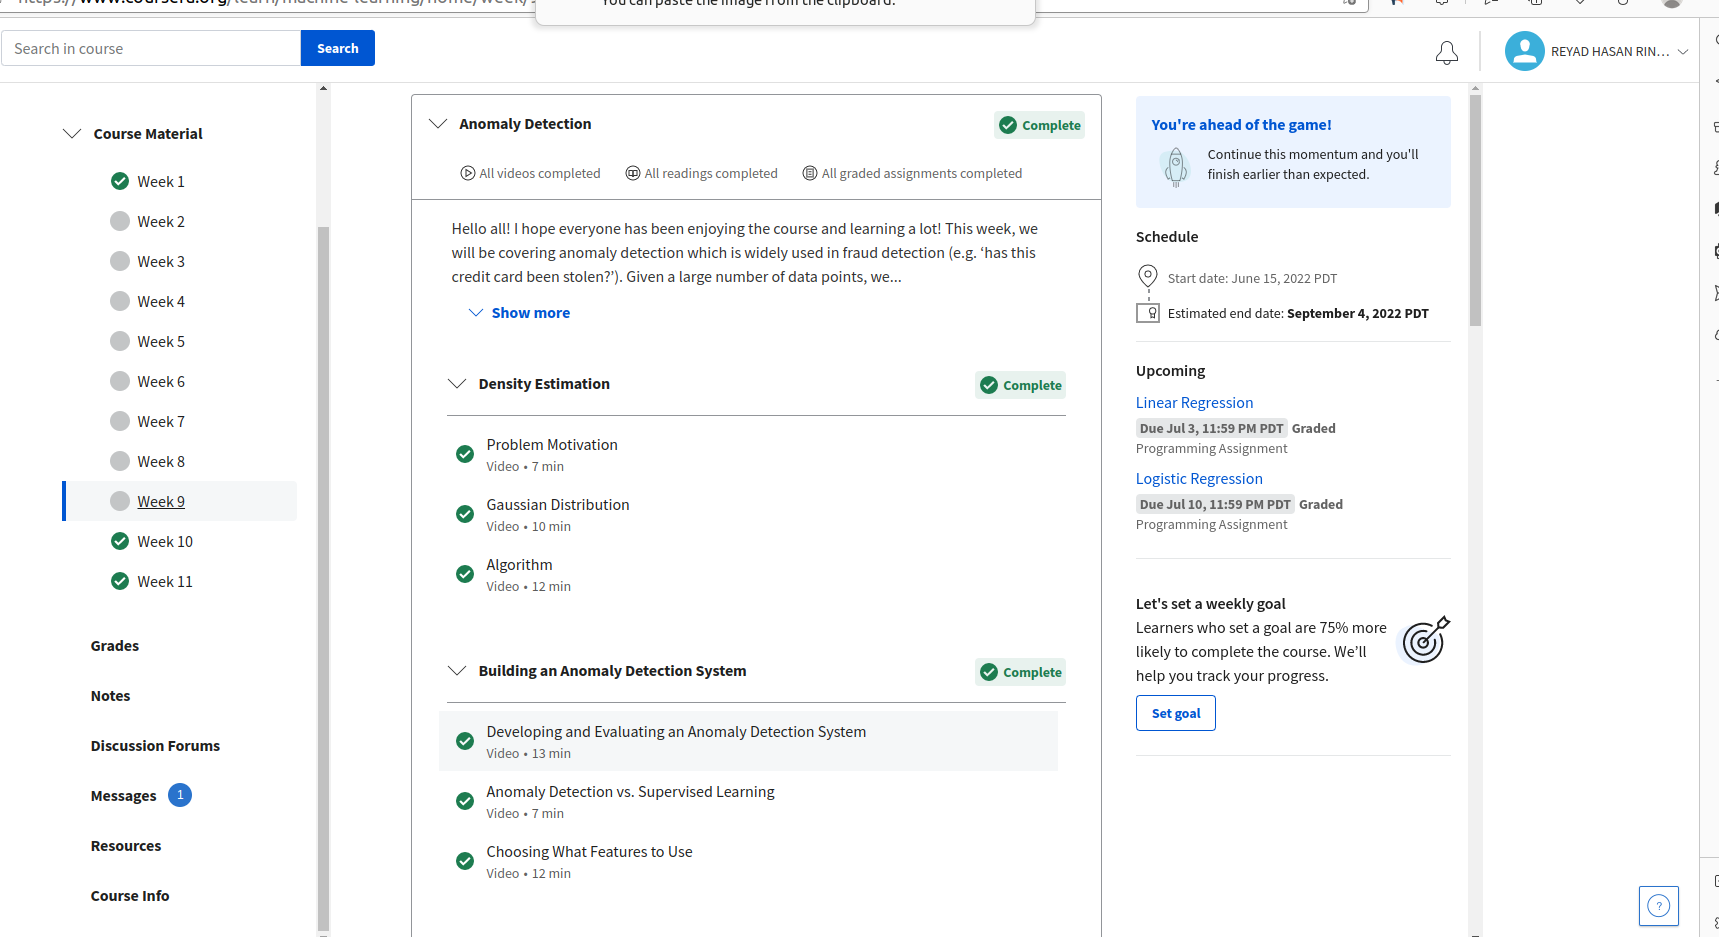 You can paste the image from the clipboard.
Search in course
Search
REYAD HASAN RIN...
Course Material
Week 1
Week 2
Week 3
Week 4
Week 5
Week 6
Week 7
Week 8
Week 9
Week 10
Week 11
Grades
Notes
Discussion Forums
Messages 1
Resources
Course Info
Anomaly Detection
Complete
All videos completed
All readings completed
All graded assignments completed
Hello all! I hope everyone has been enjoying the course and learning a lot! This week, we
will be covering anomaly detection which is widely used in fraud detection (e.g. ‘has this
credit card been stolen?’). Given a large number of data points, we...
Show more
Density Estimation
Complete
Problem Motivation
Video • 7 min
Gaussian Distribution
Video • 10 min
Algorithm
Video • 12 min
Building an Anomaly Detection System
Complete
Developing and Evaluating an Anomaly Detection System
Video • 13 min
Anomaly Detection vs. Supervised Learning
Video • 7 min
Choosing What Features to Use
Video • 12 min
You're ahead of the game!
Continue this momentum and you'll
finish earlier than expected.
Schedule
Start date: June 15, 2022 PDT
Estimated end date: September 4, 2022 PDT
Upcoming
Linear Regression
Due Jul 3, 11:59 PM PDT Graded
Programming Assignment
Logistic Regression
Due Jul 10, 11:59 PM PDT Graded
Programming Assignment
Let's set a weekly goal
Learners who set a goal are 75% more
likely to complete the course. We’ll
help you track your progress.
Set goal
?